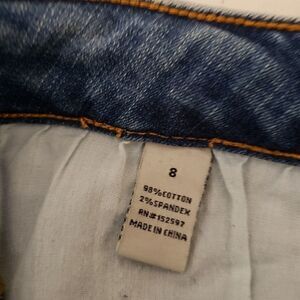 8
98%COTTON
2%SPANDEX
RN#152597
MADE IN CHINA